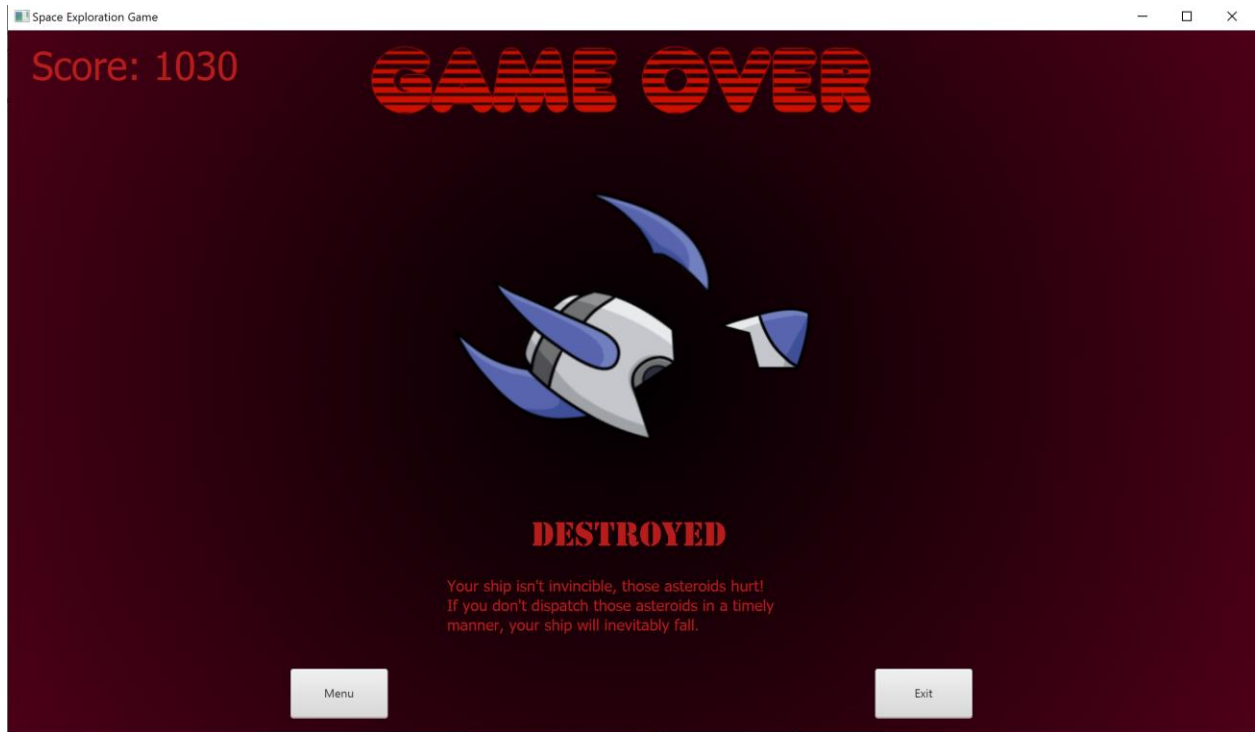 Space Exploration Game
Score: 1030
GAME OVER
DESTROYED
Your ship isn't invincible, those asteroids hurt!
If you don't dispatch those asteroids in a timely
manner, your ship will inevitably fall.
Menu
Exit